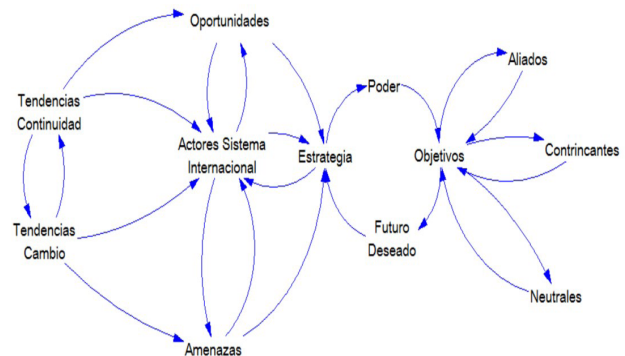 Oportunidades
Tendencias
Continuidad
Actores Sistema
Internacional
Tendencias
Cambio
Amenazas
Estrategia
Poder
Futuro
Deseado
Objetivos
Aliados
Contrincantes
Neutrales